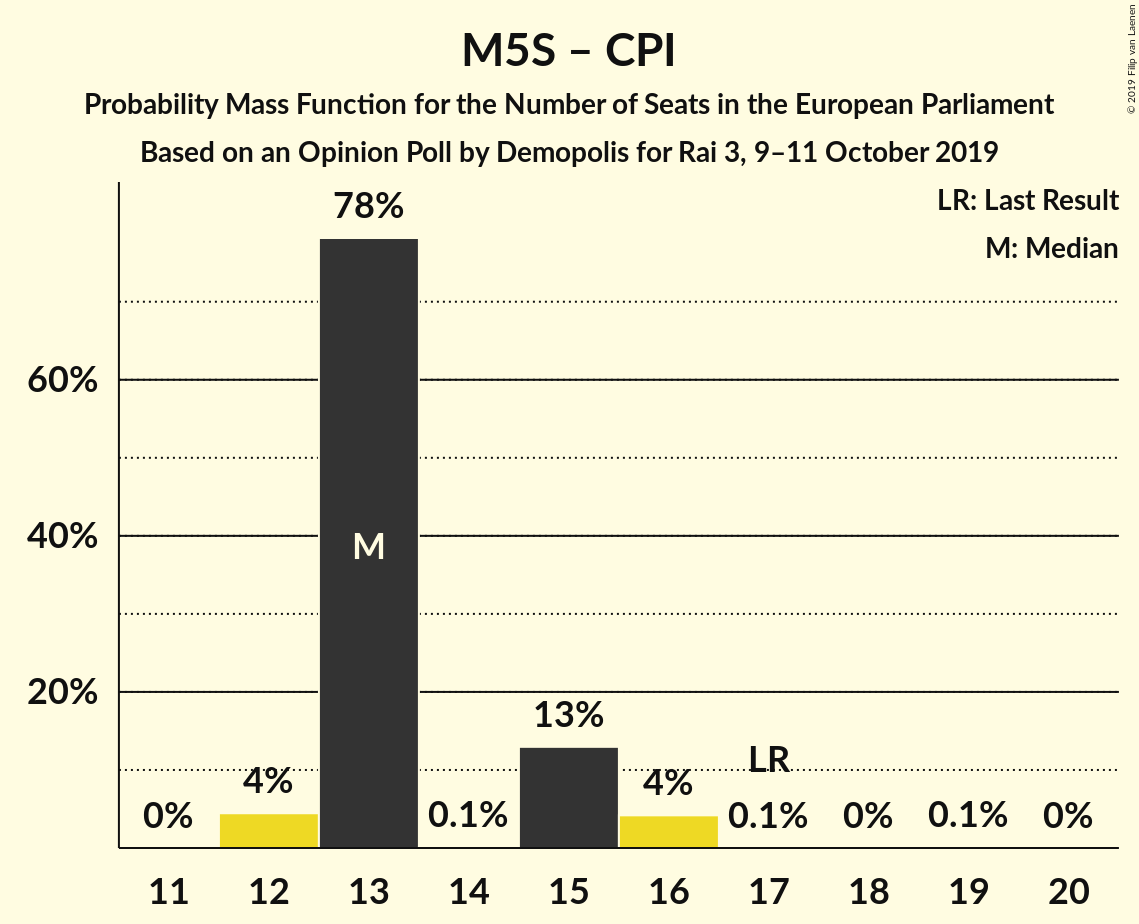 M5S – CPI
Probability Mass Function for the Number of Seats in the European Parliament
Based on an Opinion Poll by Demopolis for Rai 3, 9–11 October 2019
© 2019 Filip van Laenen
LR: Last Result
M: Median
78%
60%
40%
20%
M
13%
LR
0%
4%
0.1%
4%
0.1%
0%
0.1%
0%
11 12 13 14 15 16 17 18 19 20